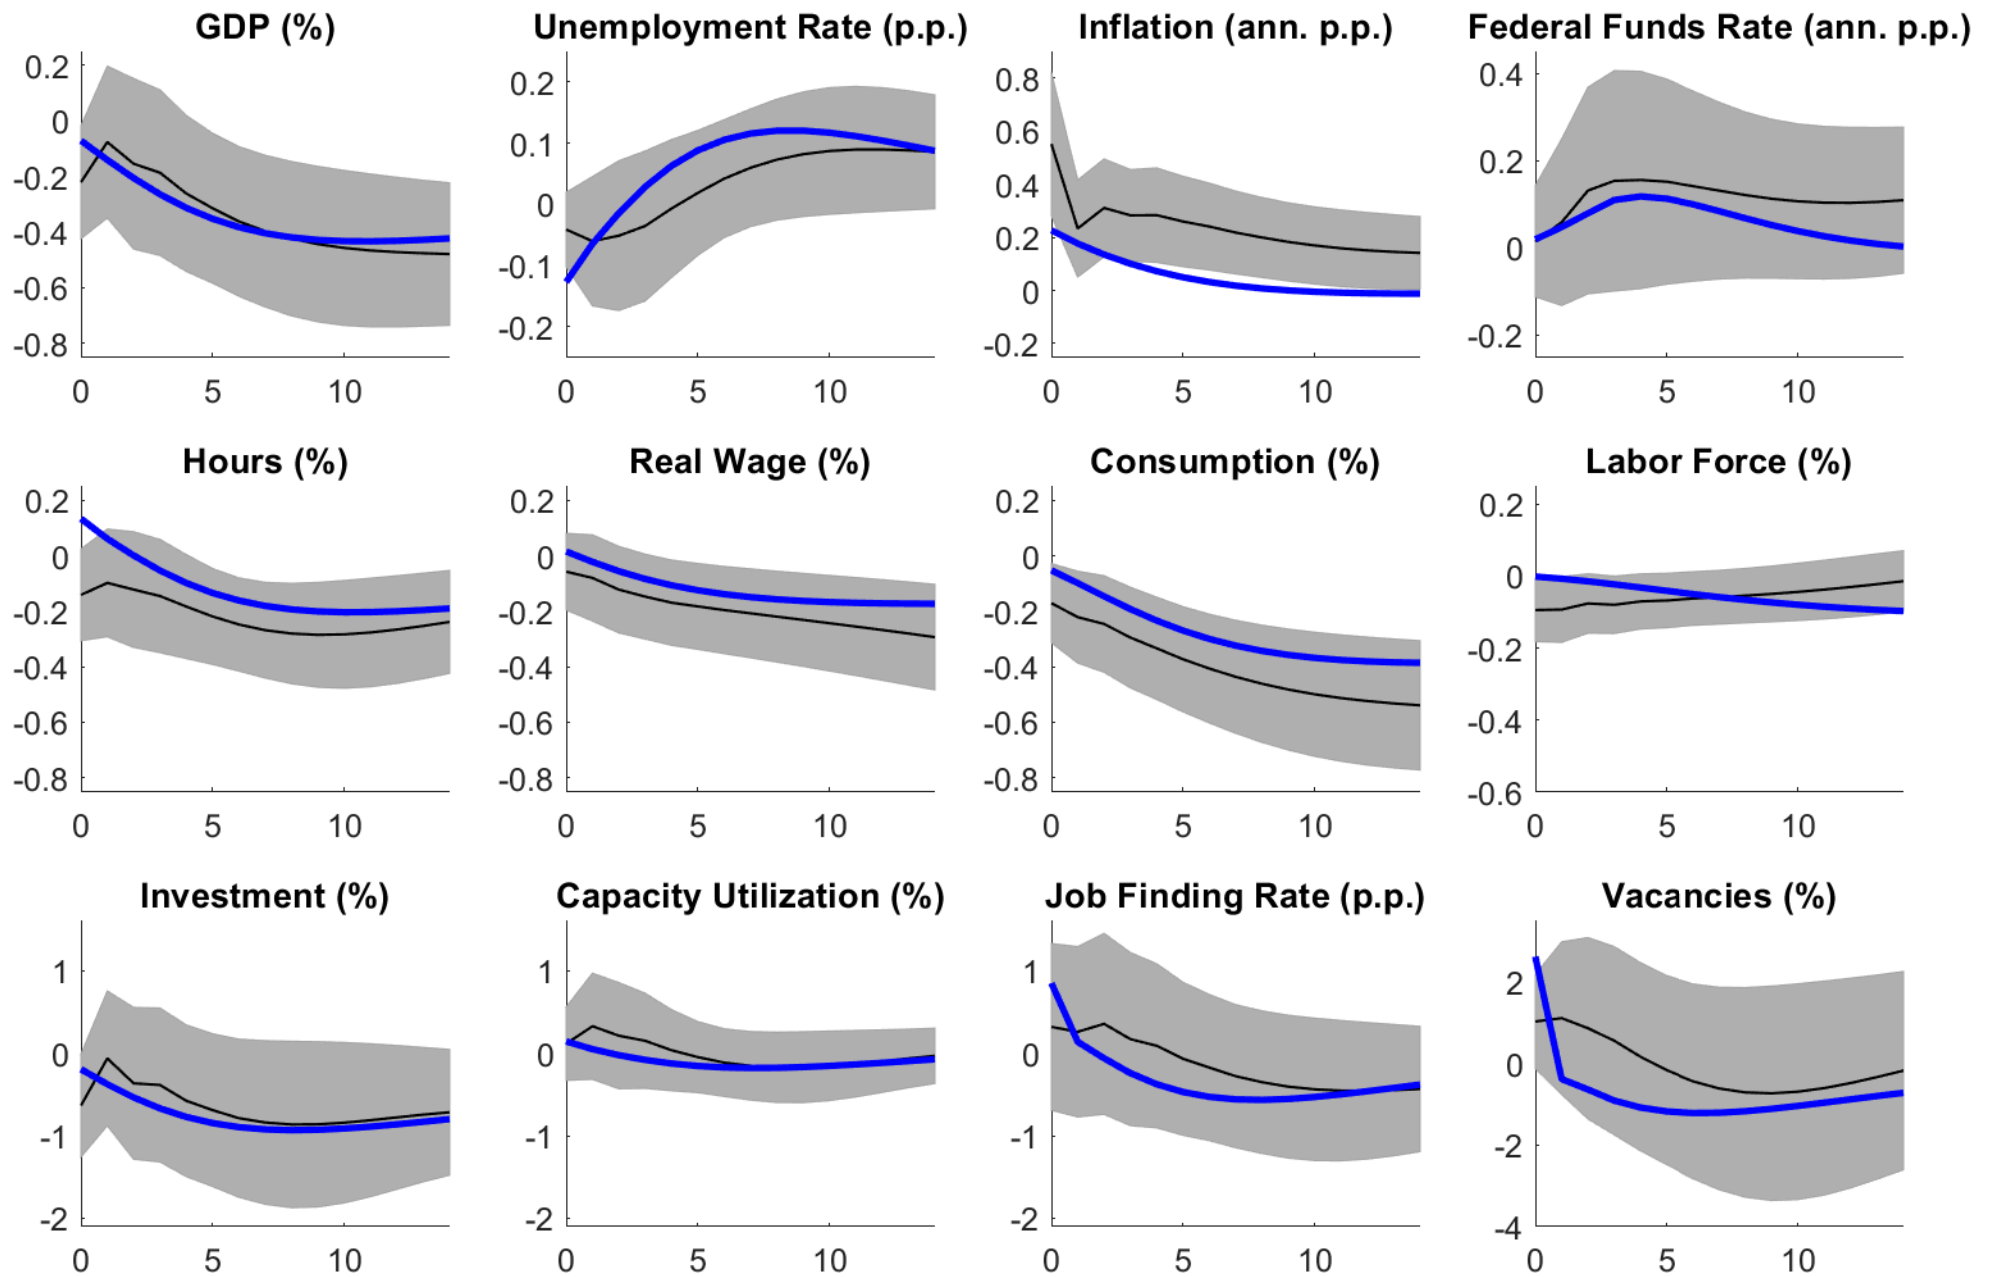 GDP (%)
0.2
0
-0.2
-0.4
-0.6
-0.8
0 5 10
Unemployment Rate (p.p.)
0.2
0.1
0
-0.1
-0.2
0 5 10
Inflation (ann. p.p.)
0.8
0.6
0.4
0.2
0
-0.2
0 5 10
Federal Funds Rate (ann. p.p.)
0.4
0.2
0
-0.2
0 5 10
Hours (%)
0.2
0
-0.2
-0.4
-0.6
-0.8
0 5 10
Real Wage (%)
0.2
0
-0.2
-0.4
-0.6
-0.8
0 5 10
Consumption (%)
0.2
0
-0.2
-0.4
-0.6
-0.8
0 5 10
Labor Force (%)
0.2
0
-0.2
-0.4
-0.6
0 5 10
Investment (%)
1
0
-1
-2
0 5 10
Capacity Utilization (%)
1
0
-1
-2
0 5 10
Job Finding Rate (p.p.)
1
0
-1
-2
0 5 10
Vacancies (%)
2
0
-2
-4
0 5 10